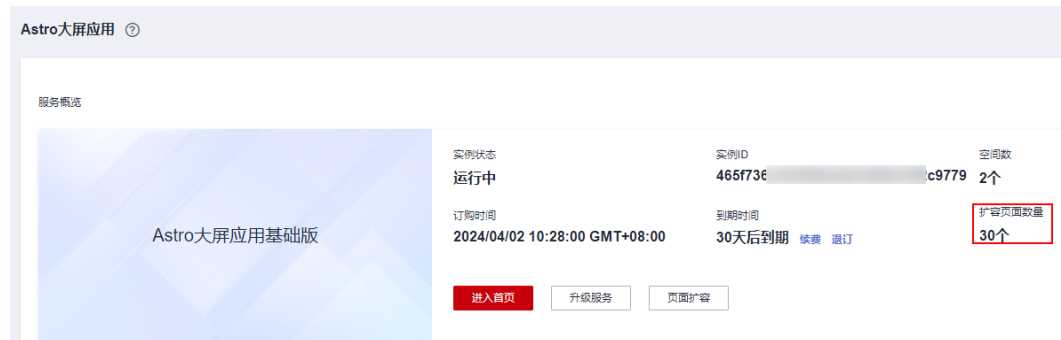 Astro大屏应用 ?
服务概览
Astro大屏应用基础版
实例状态
运行中
实例ID
465f736
c9779
空间数
2个
订购时间
2024/04/02 10:28:00 GMT+08:00
到期时间
30天后到期 续费 退订
扩容页面数量
30个
进入首页 升级服务 页面扩容